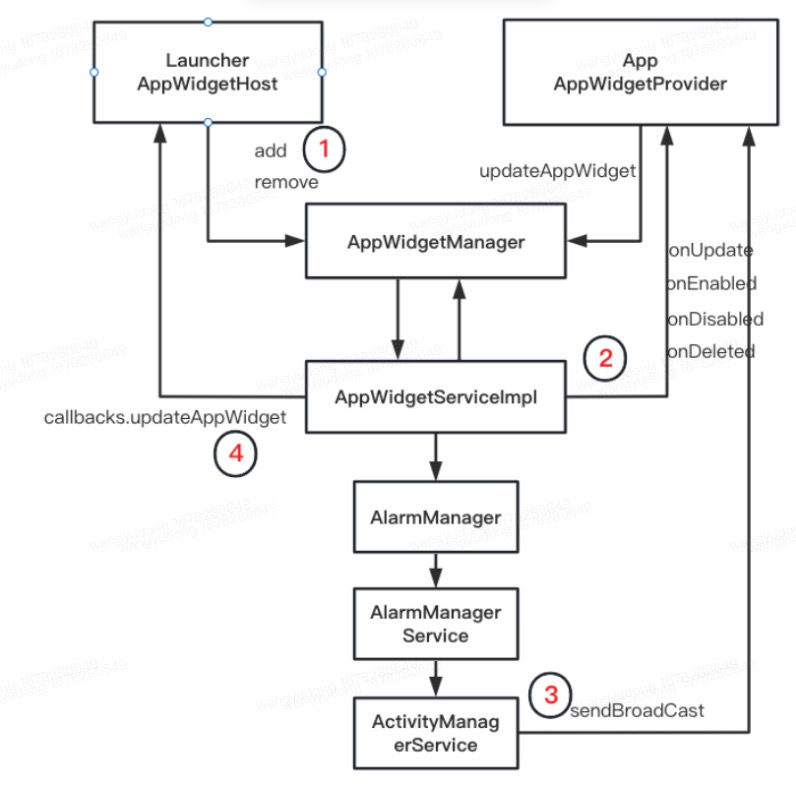 Launcher
AppWidgetHost
App
AppWidgetProvider
add
1
remove
updateAppWidget
AppWidgetManager
onUpdate
onEnabled
onDisabled
onDeleted
2
AppWidgetServiceImpl
callbacks.updateAppWidget
4
AlarmManager
AlarmManager
Service
3
sendBroadCast
ActivityManag
erService
wangyudong 1678280649